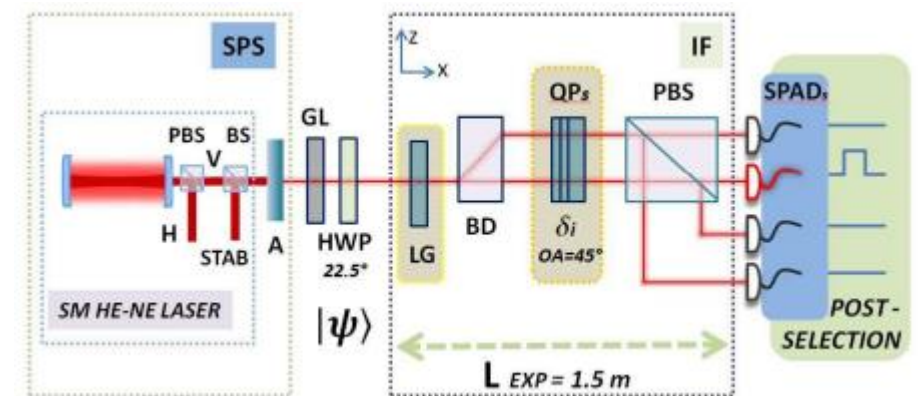 SPS
PBS BS
V
H
STAB
A
SM HE-NE LASER
GL
HWP
22.5°
|ψ⟩
IF
Z
X
LG
BD
QPs
δi
OA=45°
PBS
L EXP = 1.5 m
SPADs
POST -
SELECTION